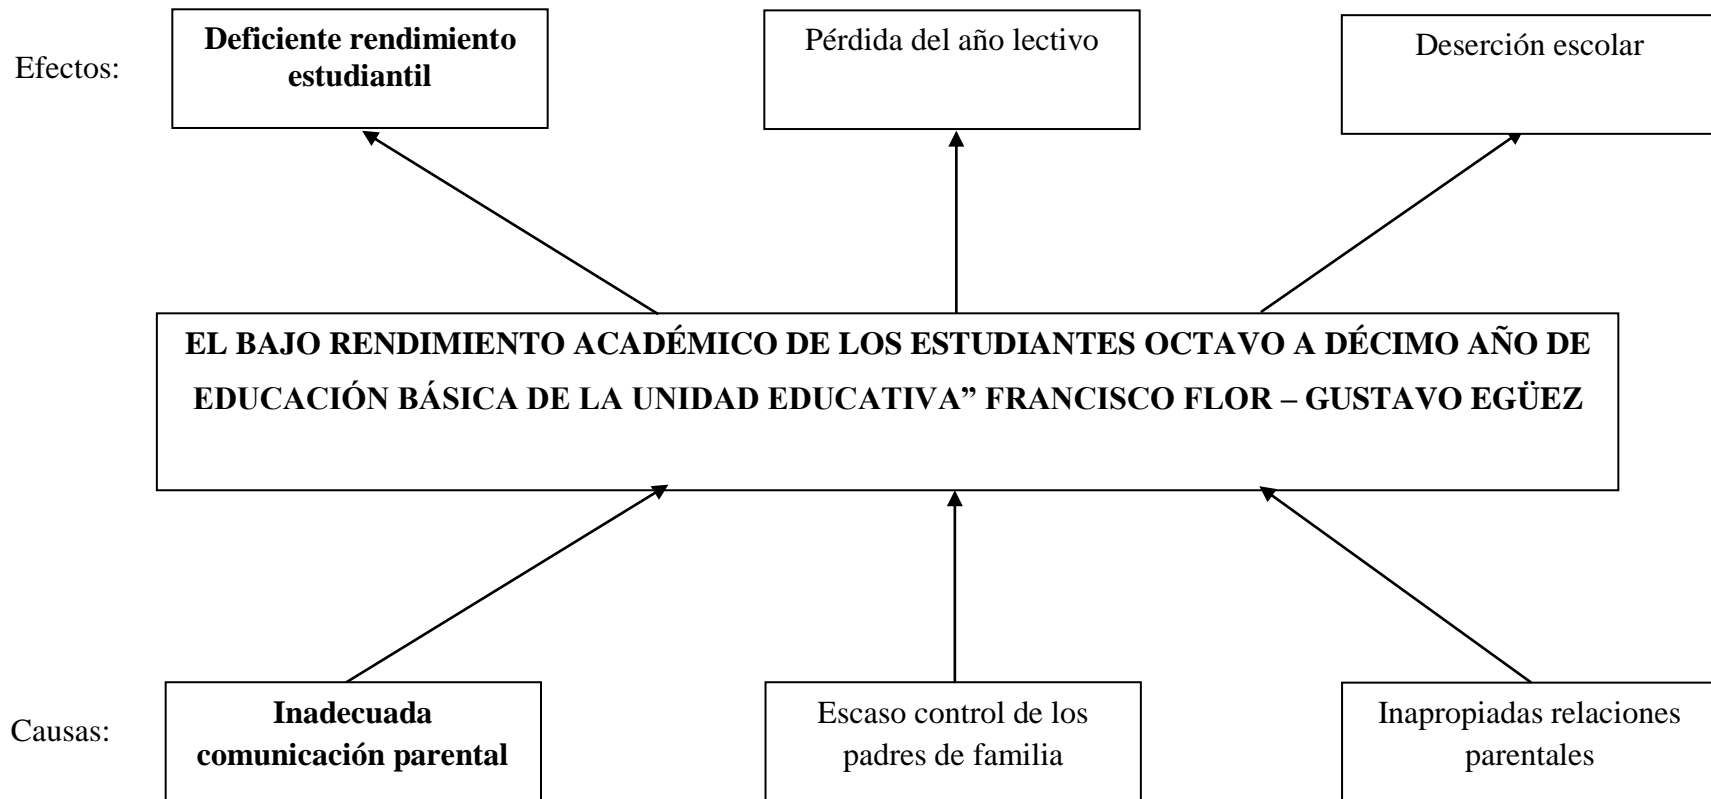 Efectos:
Deficiente rendimiento
estudiantil
Pérdida del año lectivo
Deserción escolar
EL BAJO RENDIMIENTO ACADÉMICO DE LOS ESTUDIANTES OCTAVO A DÉCIMO AÑO DE
EDUCACIÓN BÁSICA DE LA UNIDAD EDUCATIVA” FRANCISCO FLOR – GUSTAVO EGÜEZ
Causas:
Inadecuada
comunicación parental
Escaso control de los
padres de familia
Inapropiadas relaciones
parentales